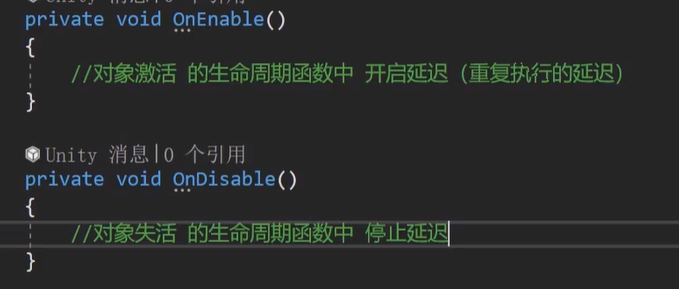 Unity 消息|0 个引用
private void OnEnable()
{
//对象激活 的生命周期函数中 开启延迟（重复执行的延迟）
}
Unity 消息|0 个引用
private void OnDisable()
{
//对象失活 的生命周期函数中 停止延迟
}